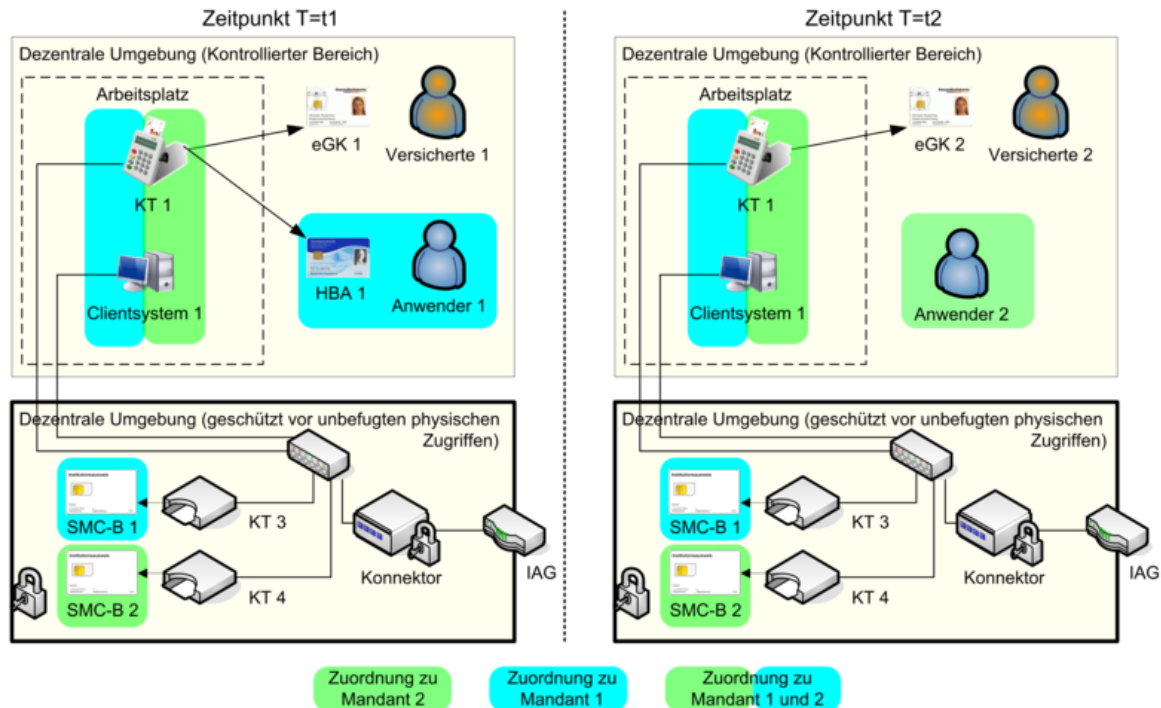 Zeitpunkt T=t1
Dezentrale Umgebung (Kontrollierter Bereich)
Arbeitsplatz
eGK 1
Versicherte 1
KT 1
HBA 1
Anwender 1
Clientsystem 1
Dezentrale Umgebung (geschützt vor unbefugten physischen
Zugriffen)
SMC-B 1
KT 3
Konnektor
IAG
SMC-B 2
KT 4
Zeitpunkt T=t2
Dezentrale Umgebung (Kontrollierter Bereich)
Arbeitsplatz
eGK 2
Versicherte 2
KT 1
Clientsystem 1
Anwender 2
Dezentrale Umgebung (geschützt vor unbefugten physischen
Zugriffen)
SMC-B 1
KT 3
Konnektor
IAG
SMC-B 2
KT 4
Zuordnung zu
Mandant 2
Zuordnung zu
Mandant 1
Zuordnung zu
Mandant 1 und 2